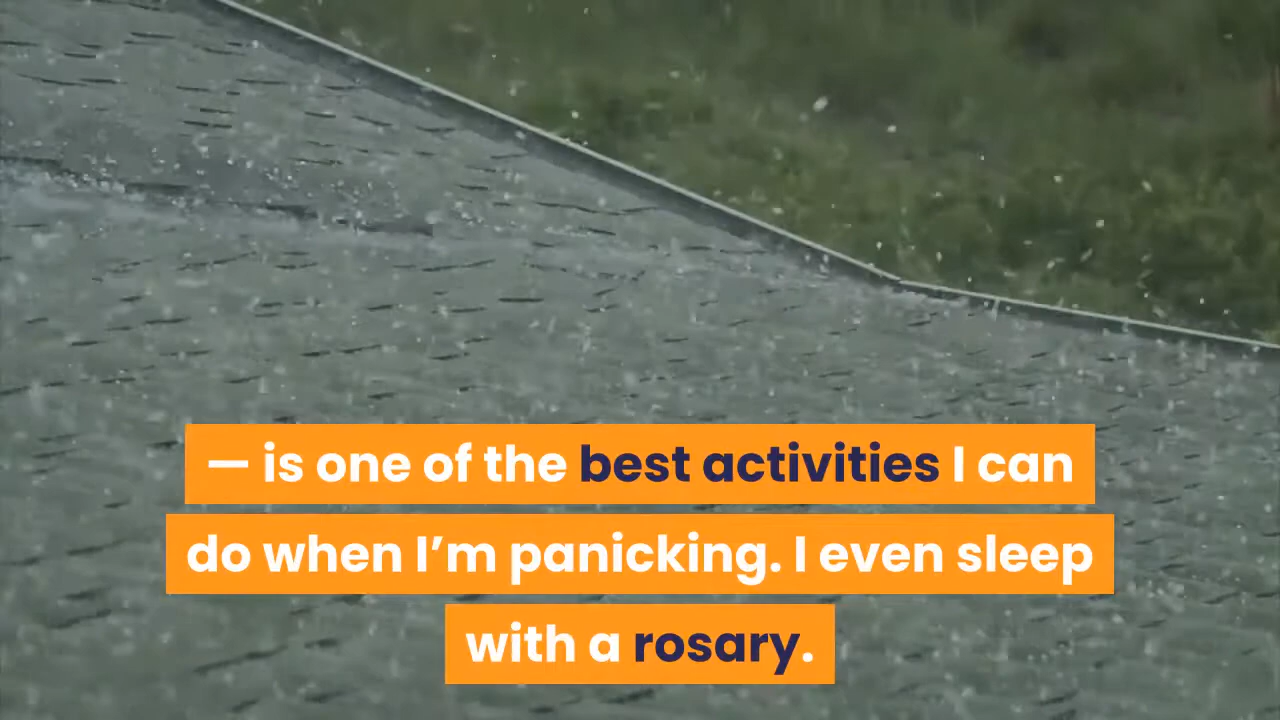 — is one of the best activities I can
do when I’m panicking. I even sleep
with a rosary.